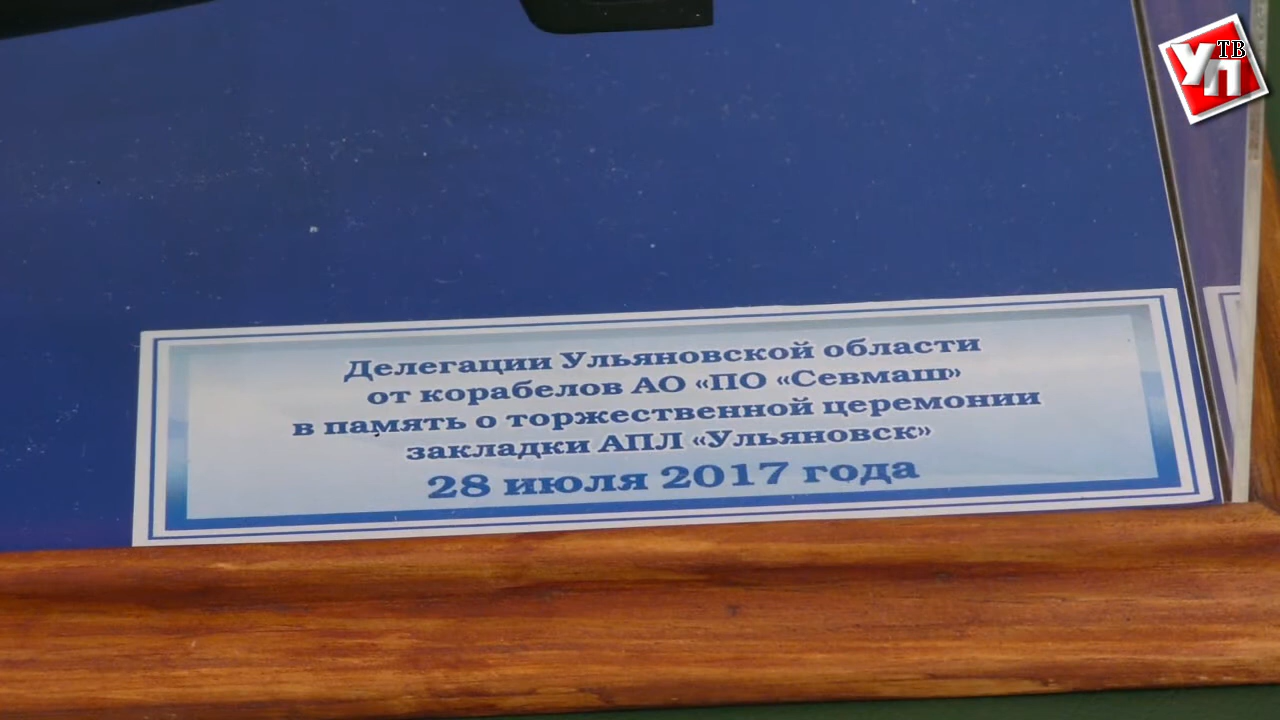 УП ТВ
Делегации Ульяновской области
от корабелов АО «ПО «Севмаш»
в память о торжественной церемонии
закладки АПЛ «Ульяновск»
28 июля 2017 года